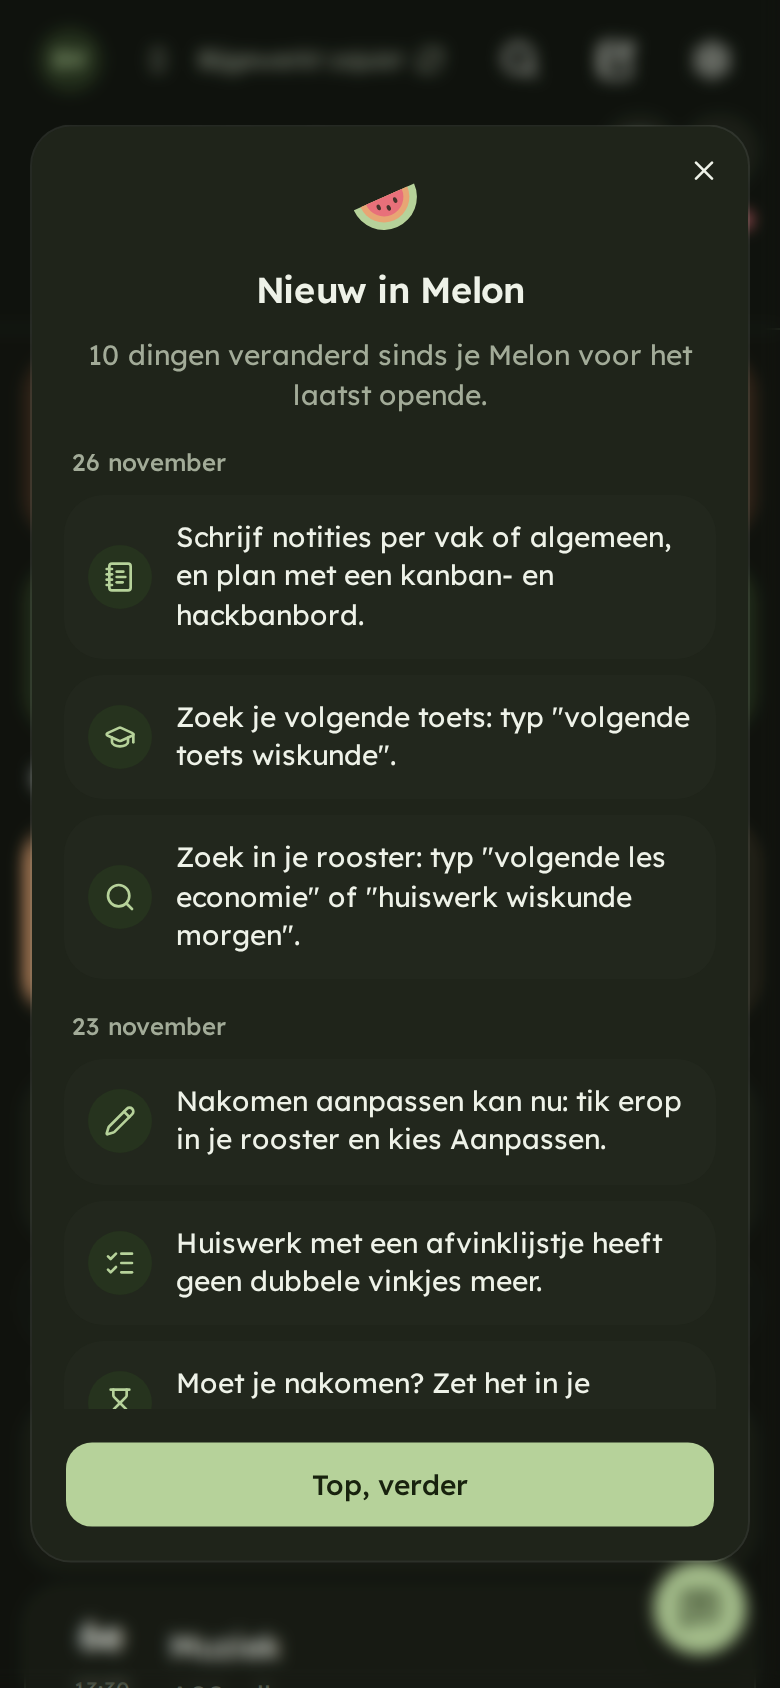 Nieuw in Melon
10 dingen veranderd sinds je Melon voor het
laatst opende.
26 november
Schrijf notities per vak of algemeen,
en plan met een kanban- en
hackbanbord.
Zoek je volgende toets: typ "volgende
toets wiskunde".
Zoek in je rooster: typ "volgende les
economie" of "huiswerk wiskunde
morgen".
23 november
Nakomen aanpassen kan nu: tik erop
in je rooster en kies Aanpassen.
Huiswerk met een afvinklijstje heeft
geen dubbele vinkjes meer.
Moet je nakomen? Zet het in je
Top, verder
Muziek